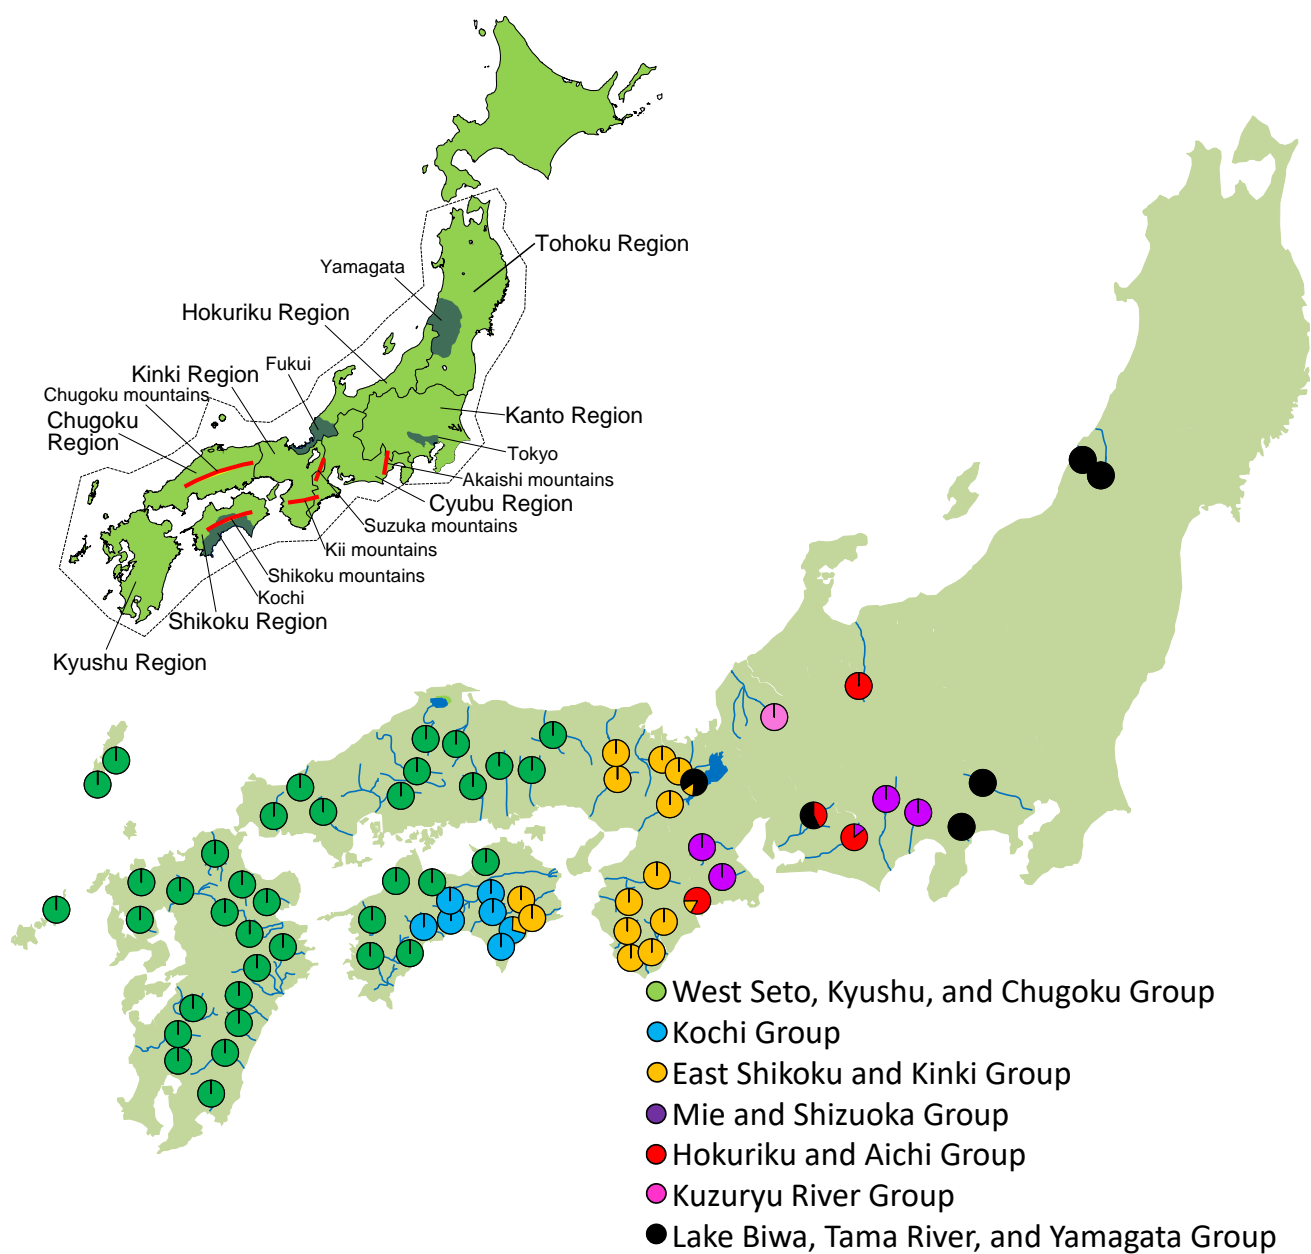 Tohoku Region
Yamagata
Hokuriku Region
Fukui
Kinki Region
Chugoku mountains
Chugoku
Region
Kanto Region
Tokyo
Akaishi mountains
Cyubu Region
Suzuka mountains
Kii mountains
Shikoku mountains
Kochi
Shikoku Region
Kyushu Region
West Seto, Kyushu, and Chugoku Group
Kochi Group
East Shikoku and Kinki Group
Mie and Shizuoka Group
Hokuriku and Aichi Group
Kuzuryu River Group
Lake Biwa, Tama River, and Yamagata Group